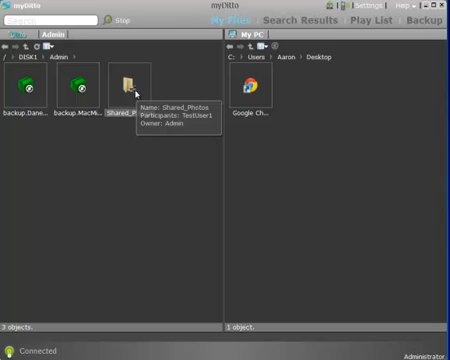 myDitto
myDitto
Settings
Help
Search
Stop
My Files
Search Results
Play List
Backup
Admin
My PC
/ DISK1 Admin
C: Users Aaron Desktop
backup.Dane...
backup.MacMi...
Shared_P
Google Ch...
Name: Shared_Photos
Participants: TestUser1
Owner: Admin
3 objects.
1 object.
Connected
Administrator